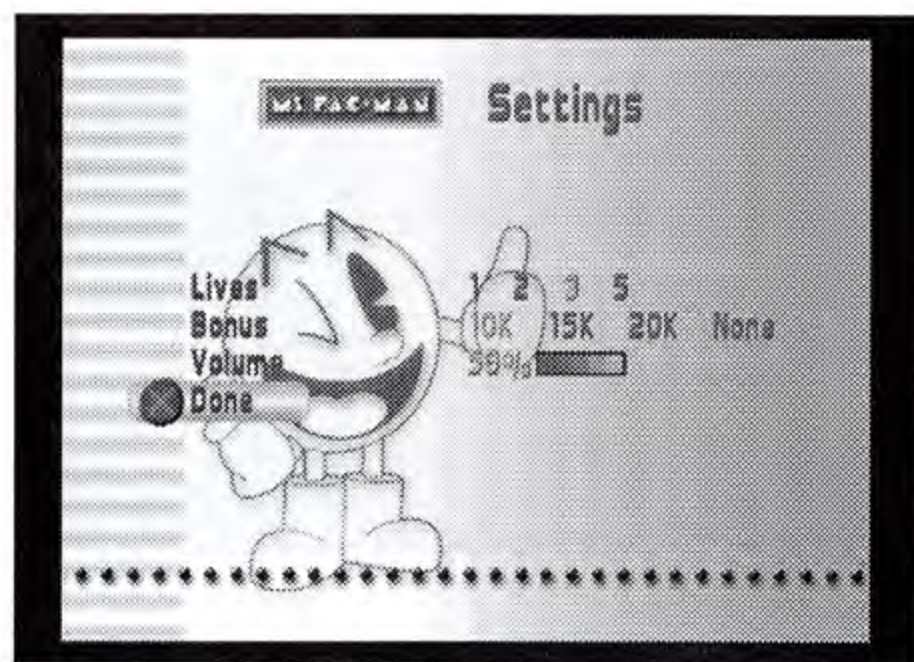 MS PAC-MAN Settings
Lives 1 2 3 5
Bonus 10K 15K 20K None
Volume 50%
Done